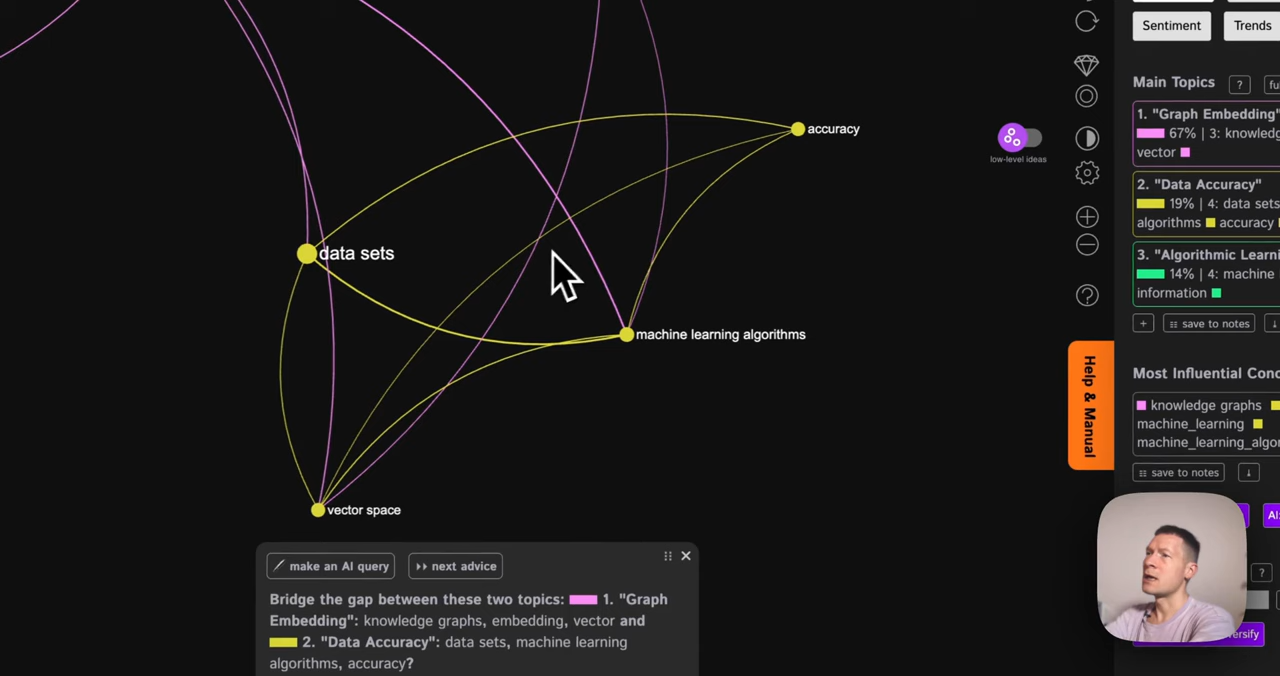 Sentiment
Trends
Main Topics
?
1. "Graph Embedding"
67% | 3: knowledg
vector
accuracy
low-level ideas
2. "Data Accuracy"
19% | 4: data sets
algorithms accuracy
data sets
3. "Algorithmic Learni
14% | 4: machine
information
+
save to notes
↓
machine learning algorithms
Help & Manual
Most Influential Conc
knowledge graphs
machine_learning
machine_learning_algo
save to notes
↓
vector space
AI:
make an AI query
next advice
?
Bridge the gap between these two topics: 1. "Graph
Embedding": knowledge graphs, embedding, vector and
2. "Data Accuracy": data sets, machine learning
algorithms, accuracy?